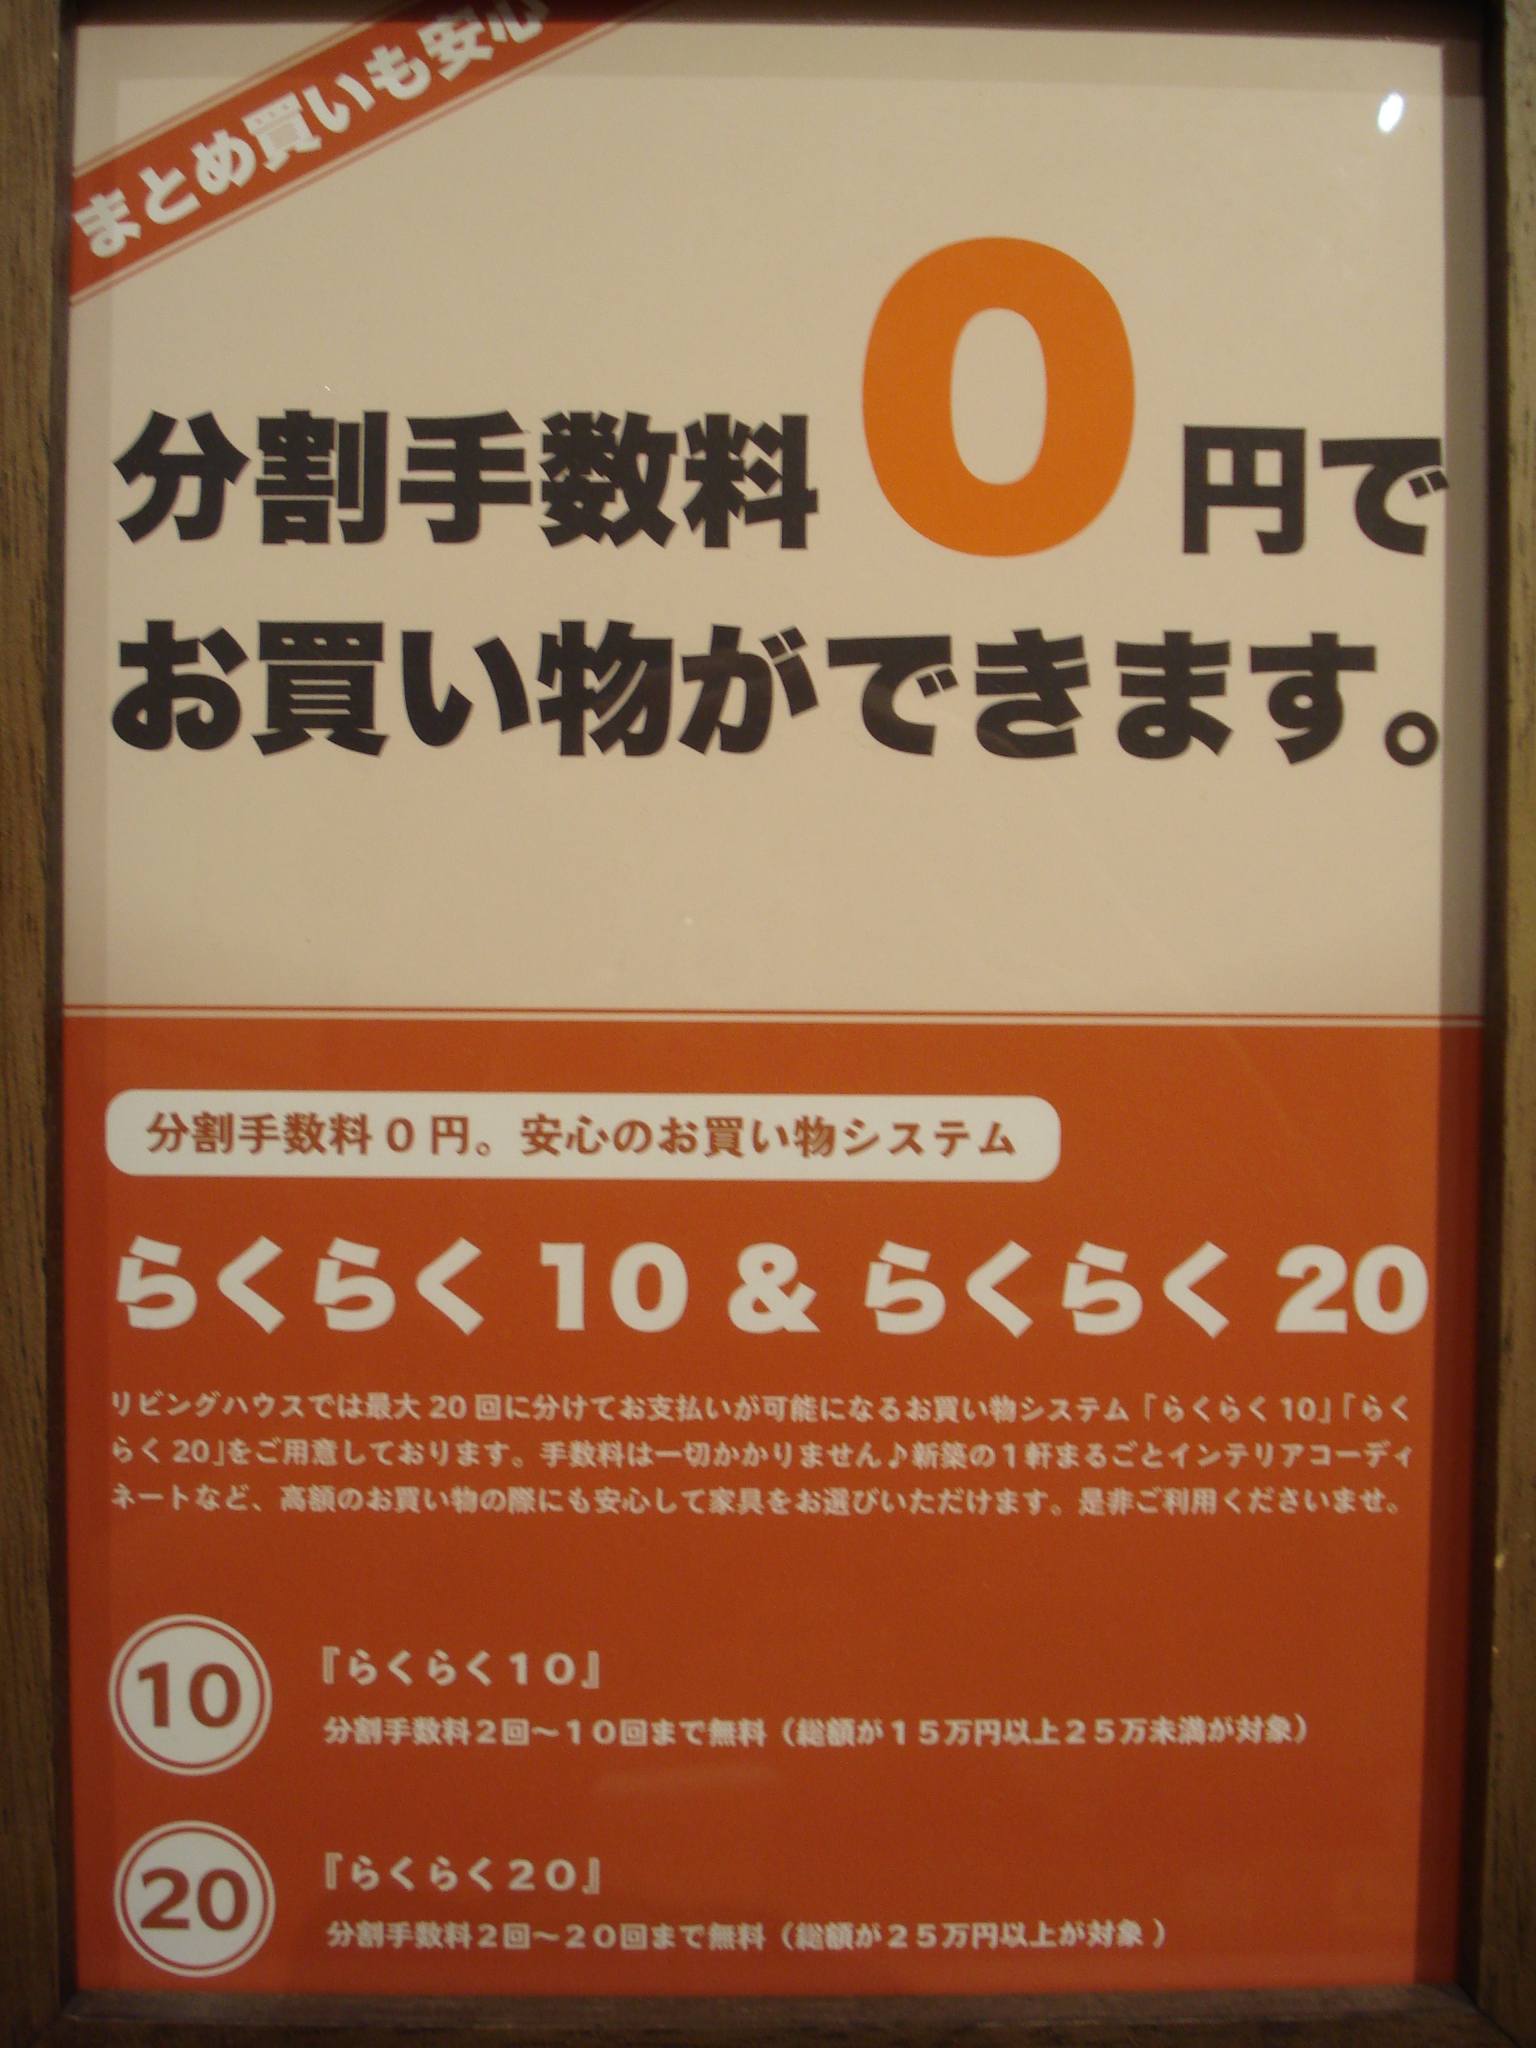 まとめ買いも安心
分割手数料0円で
お買い物ができます。
分割手数料0円。安心のお買い物システム
らくらく10 & らくらく20
リビングハウスでは最大20回に分けてお支払いが可能になるお買い物システム「らくらく10」「らく
らく20」をご用意しております。手数料は一切かかりません♪新築の1軒まるごとインテリアコーディ
ネートなど、高額のお買い物の際にも安心して家具をお選びいただけます。是非ご利用くださいませ。
10
『らくらく１０』
分割手数料２回～１０回まで無料（総額が１５万円以上２５万未満が対象）
20
『らくらく２０』
分割手数料２回～２０回まで無料（総額が２５万円以上が対象）